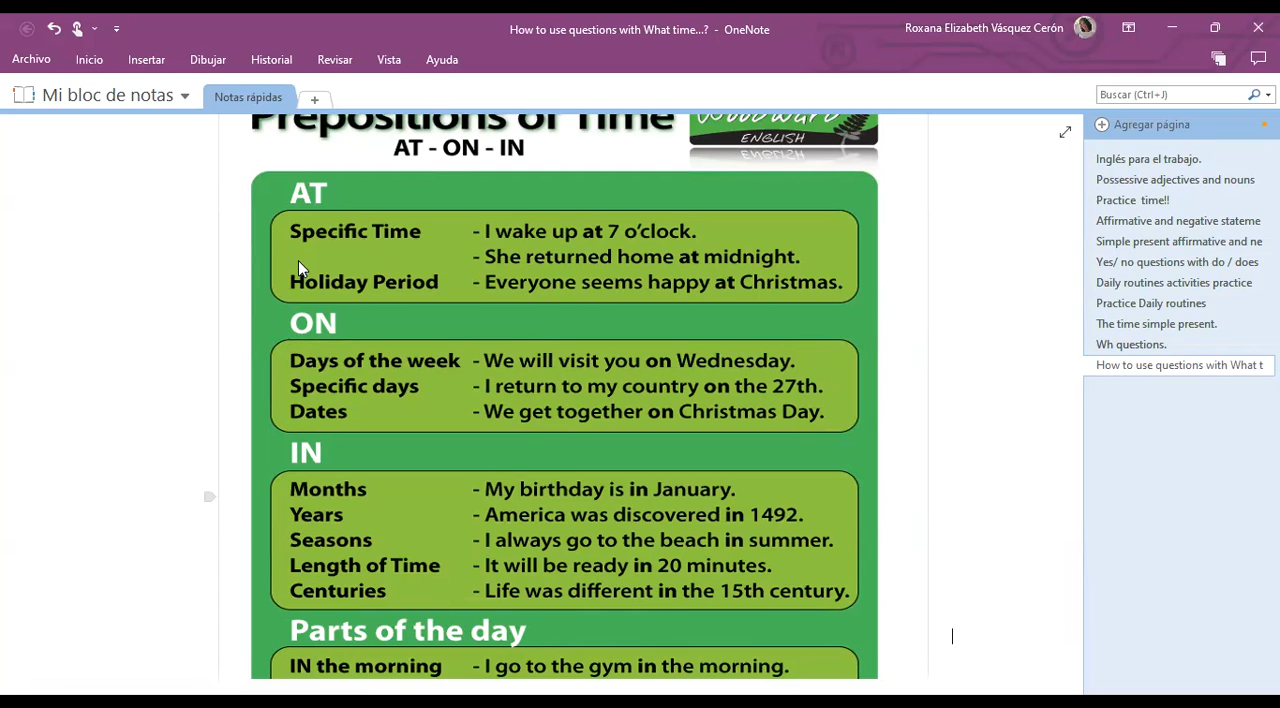 How to use questions with What time...? - OneNote
Roxana Elizabeth Vásquez Cerón
Archivo Inicio Insertar Dibujar Historial Revisar Vista Ayuda
Mi bloc de notas Notas rápidas
Buscar (Ctrl+J)
Agregar página
Inglés para el trabajo.
Possessive adjectives and nouns
Practice time!!
Affirmative and negative stateme
Simple present affirmative and ne
Yes/ no questions with do / does
Daily routines activities practice
Practice Daily routines
The time simple present.
Wh questions.
How to use questions with What t
Prepositions of Time
AT - ON - IN
Woodward
ENGLISH
AT
Specific Time - I wake up at 7 o’clock.
- She returned home at midnight.
Holiday Period - Everyone seems happy at Christmas.
ON
Days of the week - We will visit you on Wednesday.
Specific days - I return to my country on the 27th.
Dates - We get together on Christmas Day.
IN
Months - My birthday is in January.
Years - America was discovered in 1492.
Seasons - I always go to the beach in summer.
Length of Time - It will be ready in 20 minutes.
Centuries - Life was different in the 15th century.
Parts of the day
IN the morning - I go to the gym in the morning.